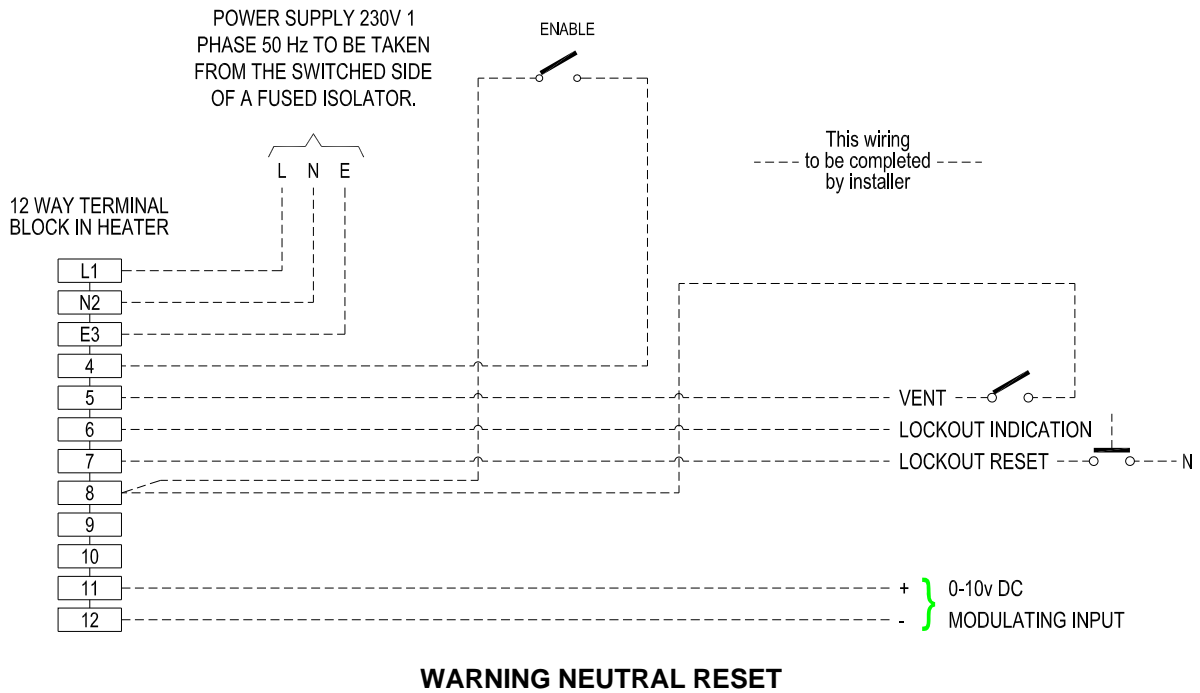 POWER SUPPLY 230V 1
PHASE 50 Hz TO BE TAKEN
FROM THE SWITCHED SIDE
OF A FUSED ISOLATOR.
ENABLE
This wiring
to be completed
by installer
L N E
12 WAY TERMINAL
BLOCK IN HEATER
L1
N2
E3
4
5
VENT
6
LOCKOUT INDICATION
7
LOCKOUT RESET
N
8
9
10
11
+ 0-10v DC
12
- MODULATING INPUT
WARNING NEUTRAL RESET